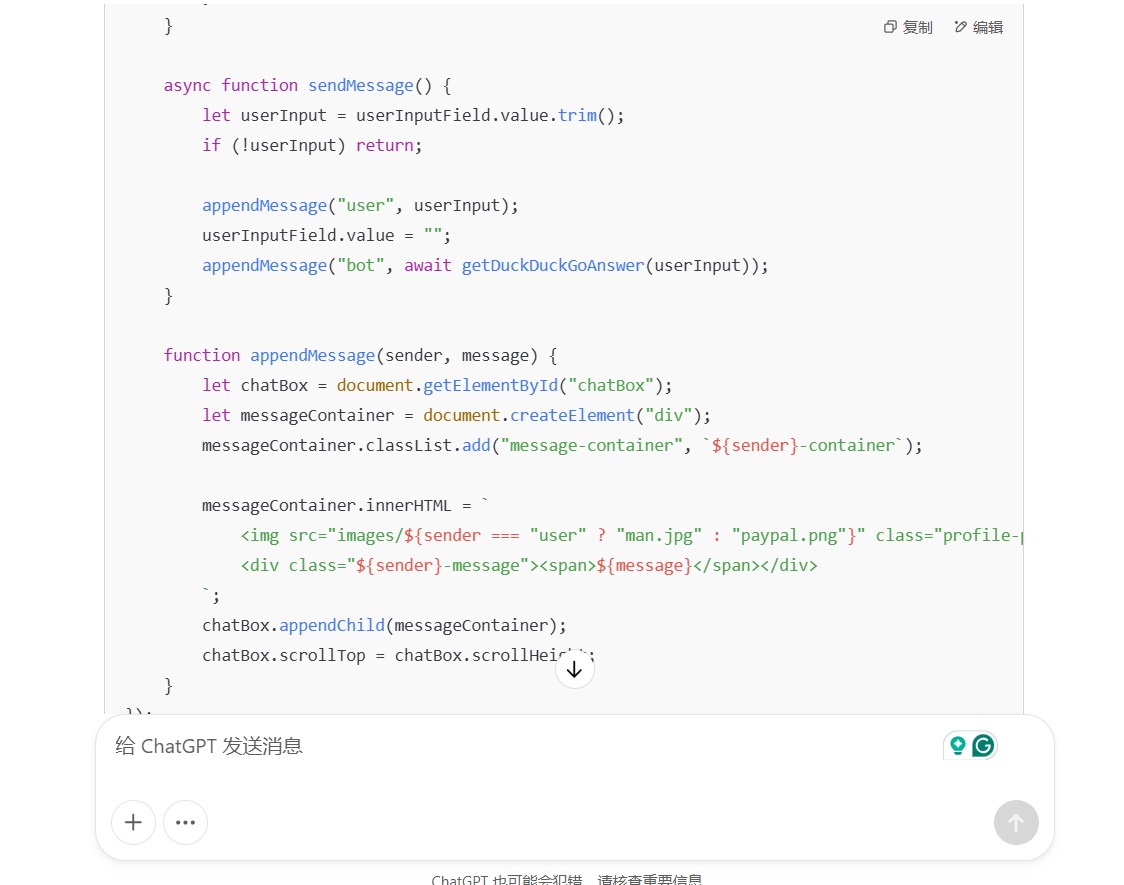 }
复制 编辑
async function sendMessage() {
let userInput = userInputField.value.trim();
if (!userInput) return;
appendMessage("user", userInput);
userInputField.value = "";
appendMessage("bot", await getDuckDuckGoAnswer(userInput));
}
function appendMessage(sender, message) {
let chatBox = document.getElementById("chatBox");
let messageContainer = document.createElement("div");
messageContainer.classList.add("message-container", `${sender}-container`);
messageContainer.innerHTML = `
<img src="images/${sender === "user" ? "man.jpg" : "paypal.png"}" class="profile-
<div class="${sender}-message"><span>${message}</span></div>
`;
chatBox.appendChild(messageContainer);
chatBox.scrollTop = chatBox.scrollHeight;
}
});
给 ChatGPT 发送消息
ChatGPT 也可能会犯错。请核查重要信息